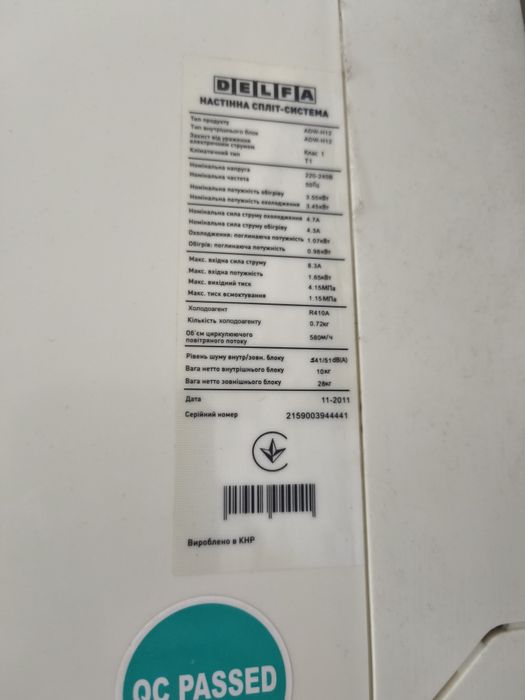 DELFA
НАСТІННА СПЛІТ-СИСТЕМА
Тип продукту ADW-H12
Тип внутрішнього блок ADW-H12
Захист від ураження
електричним струмом Клас I
Кліматичний тип T1
Номінальна напруга 220-240В
Номінальна частота 50Гц
Номінальна потужність обігріву 3.55кВт
Номінальна потужність охолодження 3.45кВт
Номінальна сила струму охолодження 4.7А
Номінальна сила струму обігріву 4.3А
Охолодження: поглинаюча потужність 1.07кВт
Обігрів: поглинаюча потужність 0.98кВт
Макс. вхідна сила струму 8.3А
Макс. вхідна потужність 1.65кВт
Макс. вихідний тиск 4.15МПа
Макс. тиск всмоктування 1.15МПа
Холодоагент R410A
Кількість холодоагенту 0.72кг
Об'єм циркулюючого
повітряного потоку 580м/ч
Рівень шуму внутр/зовн. блоку ≤41/51dB(A)
Вага нетто внутрішнього блоку 10кг
Вага нетто зовнішнього блоку 28кг
Дата 11-2011
Серійний номер 2159003944441
Вироблено в КНР
QC PASSED